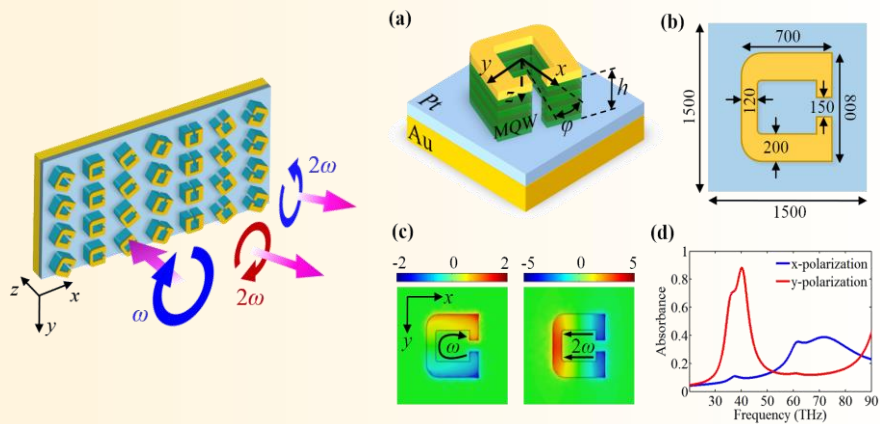 2ω
2ω
ω
z
x
y
(a)
y
x
z
h
Pt
MQW
φ
Au
(b)
700
1500
120
150
800
200
1500
(c)
-2 0 2
-5 0 5
x
y
ω
2ω
(d)
1
0.8
0.6
0.4
0.2
0
Absorbance
x-polarization
y-polarization
30 40 50 60 70 80 90
Frequency (THz)